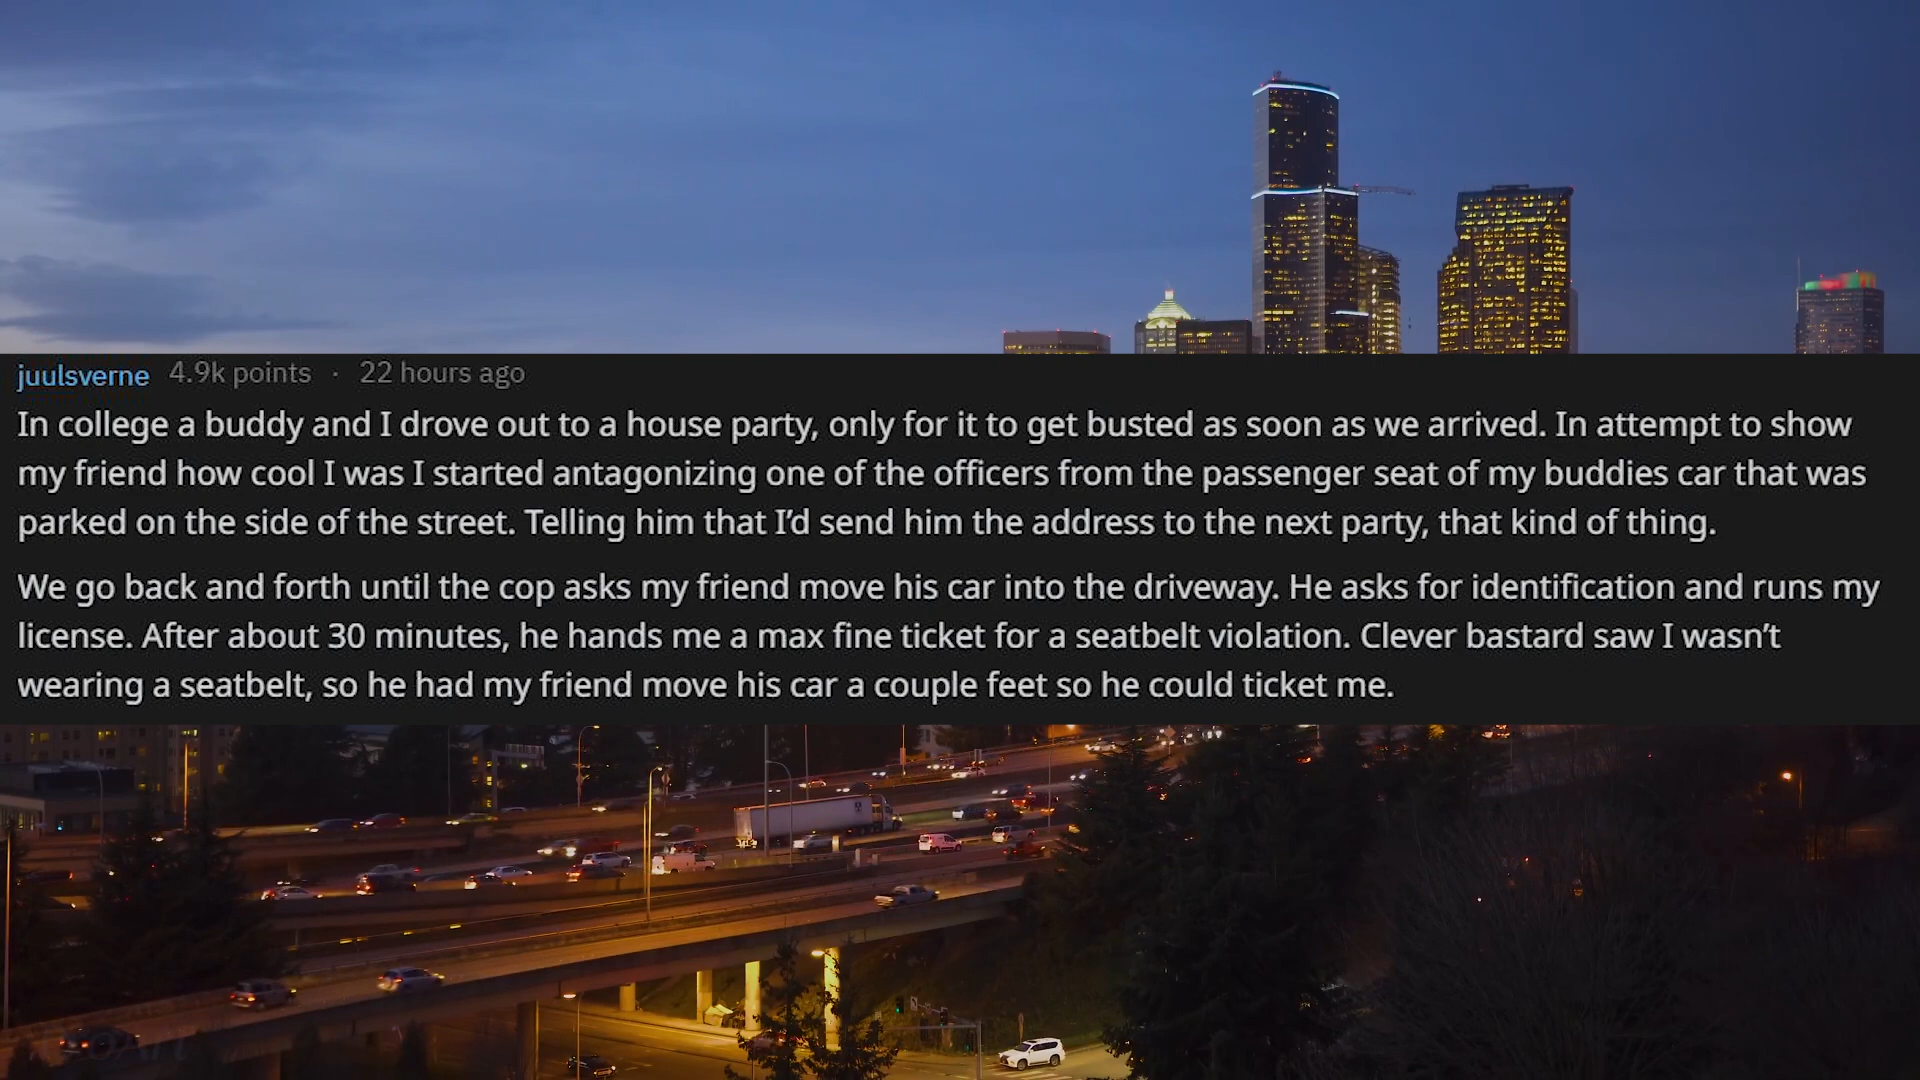 juulsverne 4.9k points · 22 hours ago
In college a buddy and I drove out to a house party, only for it to get busted as soon as we arrived. In attempt to show
my friend how cool I was I started antagonizing one of the officers from the passenger seat of my buddies car that was
parked on the side of the street. Telling him that I’d send him the address to the next party, that kind of thing.
We go back and forth until the cop asks my friend move his car into the driveway. He asks for identification and runs my
license. After about 30 minutes, he hands me a max fine ticket for a seatbelt violation. Clever bastard saw I wasn’t
wearing a seatbelt, so he had my friend move his car a couple feet so he could ticket me.